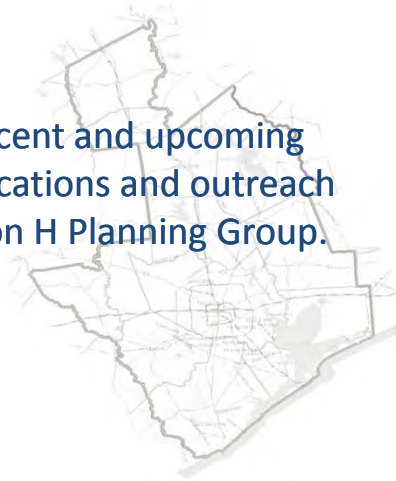 cent and upcoming
cations and outreach
on H Planning Group.